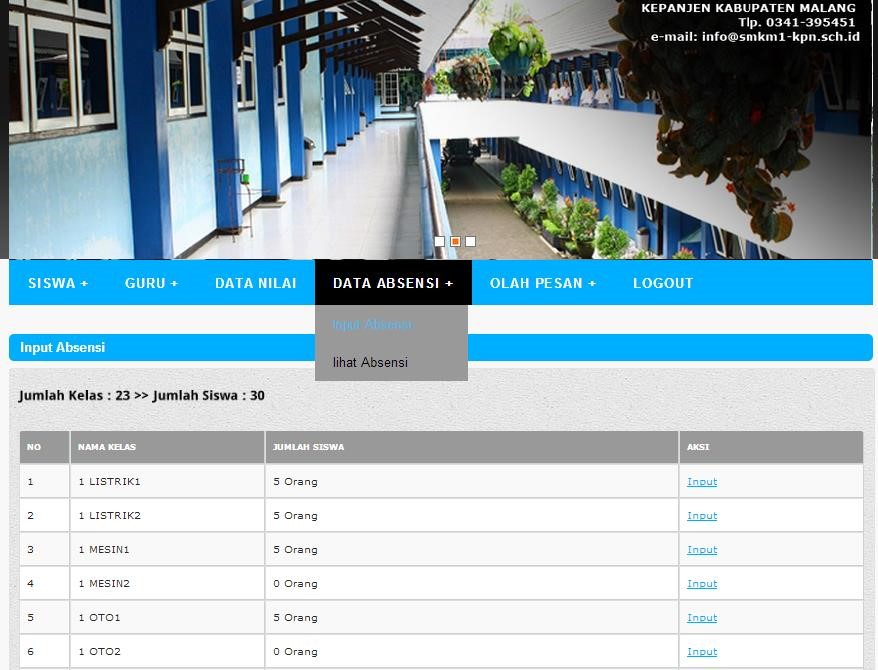 KEPANJEN KABUPATEN MALANG
Tlp. 0341-395451
e-mail: info@smkm1-kpn.sch.id
SISWA + GURU + DATA NILAI DATA ABSENSI + OLAH PESAN + LOGOUT
Input Absensi
lihat Absensi
Input Absensi
Jumlah Kelas : 23 >> Jumlah Siswa : 30
NO NAMA KELAS JUMLAH SISWA AKSI
1 1 LISTRIK1 5 Orang Input
2 1 LISTRIK2 5 Orang Input
3 1 MESIN1 5 Orang Input
4 1 MESIN2 0 Orang Input
5 1 OTO1 5 Orang Input
6 1 OTO2 0 Orang Input